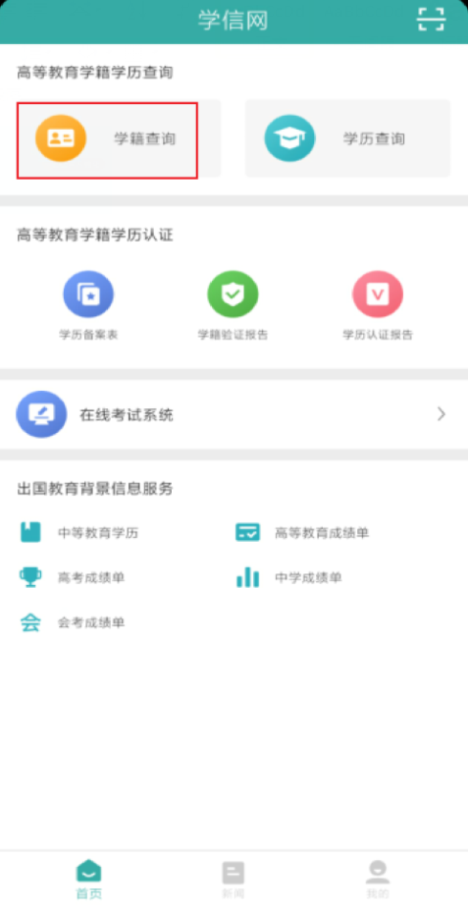 学信网
高等教育学籍学历查询
学籍查询
学历查询
高等教育学籍学历认证
学历备案表
学籍验证报告
学历认证报告
在线考试系统
出国教育背景信息服务
中等教育学历
高等教育成绩单
高考成绩单
中学成绩单
会
会考成绩单
首页
新闻
我的